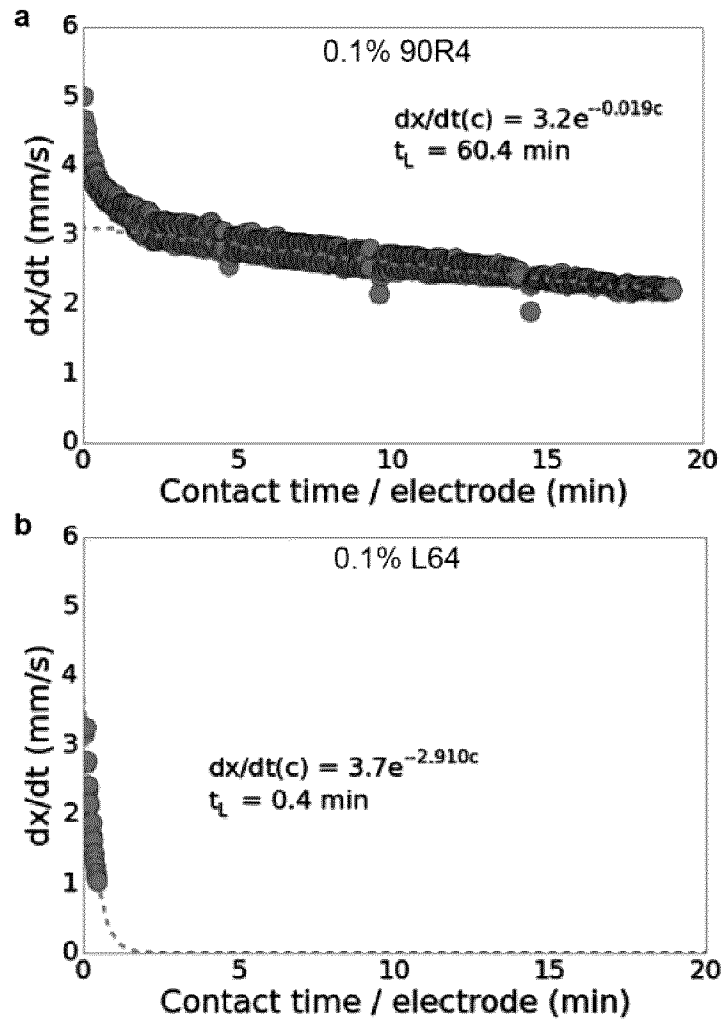 a
0.1% 90R4
dx/dt(c) = 3.2e--0.019c
tL = 60.4 min
dx/dt (mm/s)
6
5
4
3
2
1
0
0 5 10 15 20
Contact time / electrode (min)
b
0.1% L64
dx/dt(c) = 3.7e-2.910c
tL = 0.4 min
dx/dt (mm/s)
6
5
4
3
2
1
0
0 5 10 15 20
Contact time / electrode (min)